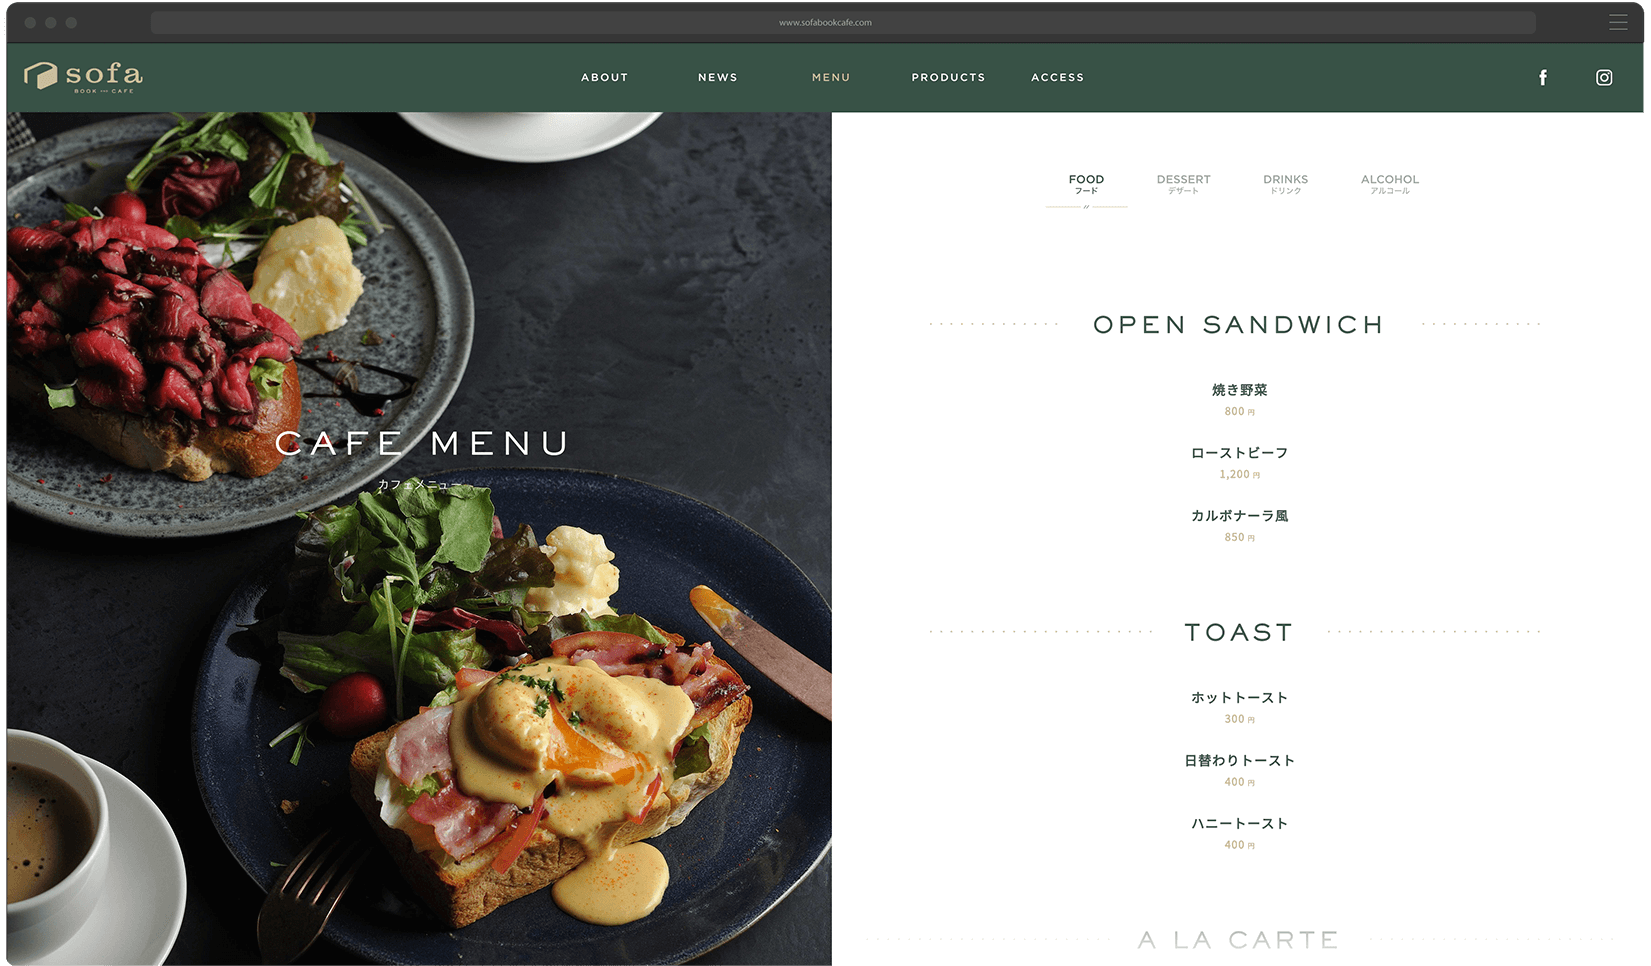 www.sofabookcafe.com
sofa
BOOK AND CAFE
ABOUT
NEWS
MENU
PRODUCTS
ACCESS
CAFE MENU
カフェメニュー
FOOD
フード
DESSERT
デザート
DRINKS
ドリンク
ALCOHOL
アルコール
OPEN SANDWICH
焼き野菜
800 円
ローストビーフ
1,200 円
カルボナーラ風
850 円
TOAST
ホットトースト
300 円
日替わりトースト
400 円
ハニートースト
400 円
A LA CARTE